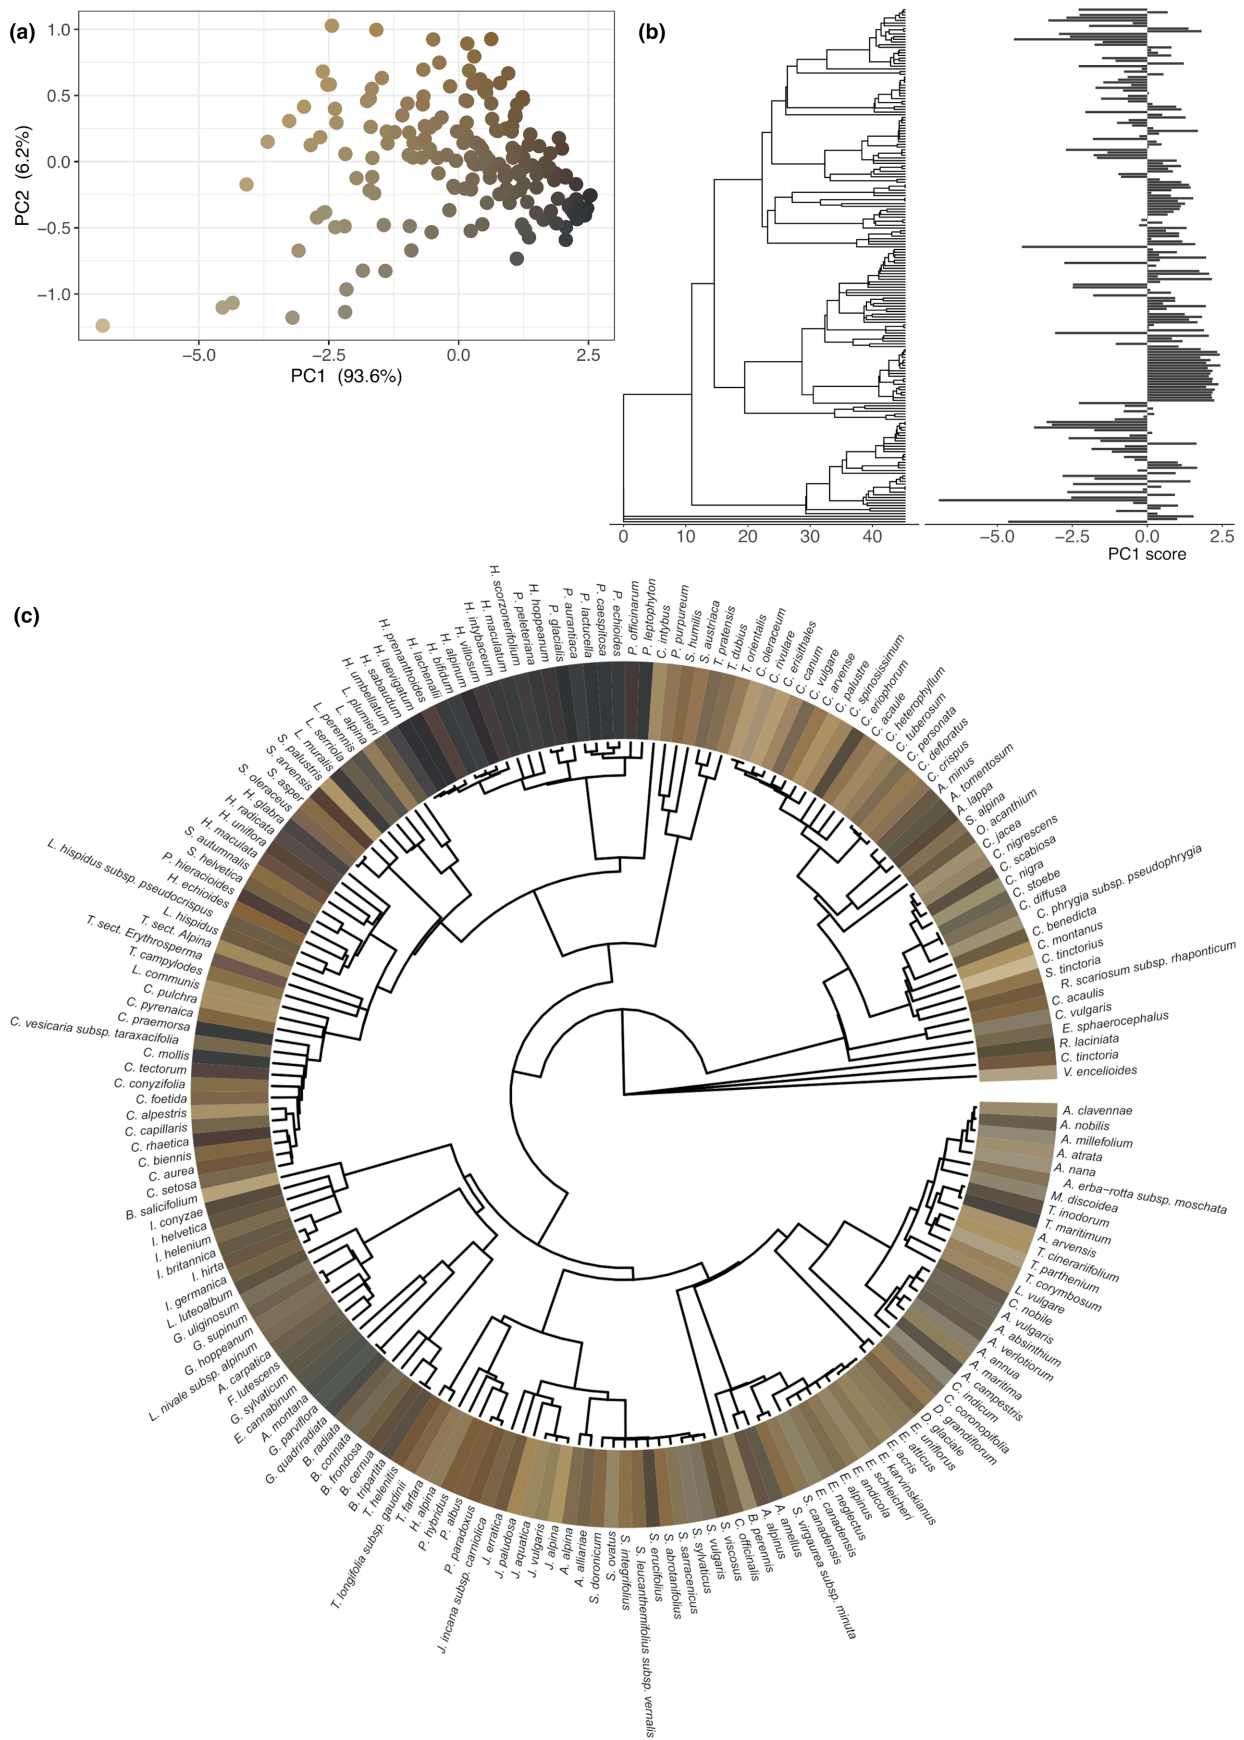 (a)
1.0
0.5
0.0
−0.5
−1.0
PC2 (6.2%)
−5.0
−2.5
0.0
2.5
PC1 (93.6%)
(b)
0
10
20
30
40
−5.0
−2.5
0.0
2.5
PC1 score
(c)
L. hispidus subsp. pseudocrispus
T. sect. Erythrosperma
T. campylodes
L. communis
C. pulchra
C. pyrenaica
C. praemorsa
C. vesicaria subsp. taraxacifolia
C. mollis
C. tectorum
C. conyzifolia
C. foetida
C. alpestris
C. capillaris
C. rhaetica
C. biennis
C. aurea
C. setosa
B. salicifolium
I. conyzae
I. helvetica
I. helenium
I. britannica
I. hirta
I. germanica
L. luteoalbum
G. uliginosum
G. supinum
G. hoppeanum
L. nivale subsp. alpinum
A. carpatica
F. lutescens
G. sylvaticum
E. cannabinum
A. montana
G. parviflora
G. quadriradiata
B. radiata
B. connata
B. frondosa
B. cernua
B. tripartita
T. helenitis
T. longifolia subsp. gaudinii
T. farfara
H. alpina
P. hybridus
P. albus
P. paradoxus
J. incana subsp. carniolica
J. erratica
J. paludosa
J. aquatica
J. vulgaris
J. alpina
A. alpina
A. alliariae
S. doronicum
S. ovatus
S. integrifolius
S. leucanthemifolius subsp. vernalis
S. erucifolius
S. abrotanifolius
S. sarracenicus
S. sylvaticus
S. vulgaris
S. viscosus
C. officinalis
B. perennis
A. alpinus
A. amellus
S. virgaurea subsp. minuta
S. canadensis
E. canadensis
E. neglectus
E. alpinus
E. andicola
E. schleicheri
E. karvinskianus
E. acris
E. atticus
E. uniflorus
D. glaciale
D. grandiflorum
C. coronopifolia
C. indicum
A. campestris
A. maritima
A. annua
A. verlotiorum
A. absinthium
A. vulgaris
C. nobile
L. vulgare
T. corymbosum
T. parthenium
T. cinerariifolium
A. arvensis
T. maritimum
T. inodorum
M. discoidea
A. erba−rotta subsp. moschata
A. nana
A. atrata
A. millefolium
A. nobilis
A. clavennae
V. encelioides
C. tinctoria
R. laciniata
E. sphaerocephalus
C. vulgaris
C. acaulis
R. scariosum subsp. rhaponticum
S. tinctoria
C. tinctorius
C. montanus
C. benedicta
C. phrygia subsp. pseudophrygia
C. diffusa
C. stoebe
C. nigra
C. scabiosa
C. nigrescens
C. jacea
O. acanthium
S. alpina
A. lappa
A. tomentosum
A. minus
C. crispus
C. defloratus
C. personata
C. tuberosum
C. heterophyllum
C. acaule
C. eriophorum
C. spinosissimum
C. palustre
C. arvense
C. vulgare
C. canum
C. erisithales
C. rivulare
C. oleraceum
T. orientalis
T. dubius
T. pratensis
S. austriaca
S. humilis
P. purpureum
C. intybus
P. leptophyton
P. officinarum
P. echioides
P. caespitosa
P. lactucella
P. aurantiaca
P. glacialis
H. hoppeanum
P. peleteriana
H. scorzonerifolium
H. maculatum
H. intybaceum
H. villosum
H. alpinum
H. bifidum
H. lachenalii
H. prenanthoides
H. laevigatum
H. sabaudum
H. umbellatum
L. plumieri
L. alpina
L. perennis
L. serriola
L. muralis
S. palustris
S. arvensis
S. asper
S. oleraceus
H. glabra
H. radicata
H. uniflora
H. maculata
S. autumnalis
S. helvetica
P. hieracioides
H. echioides
L. hispidus
T. sect. Alpina